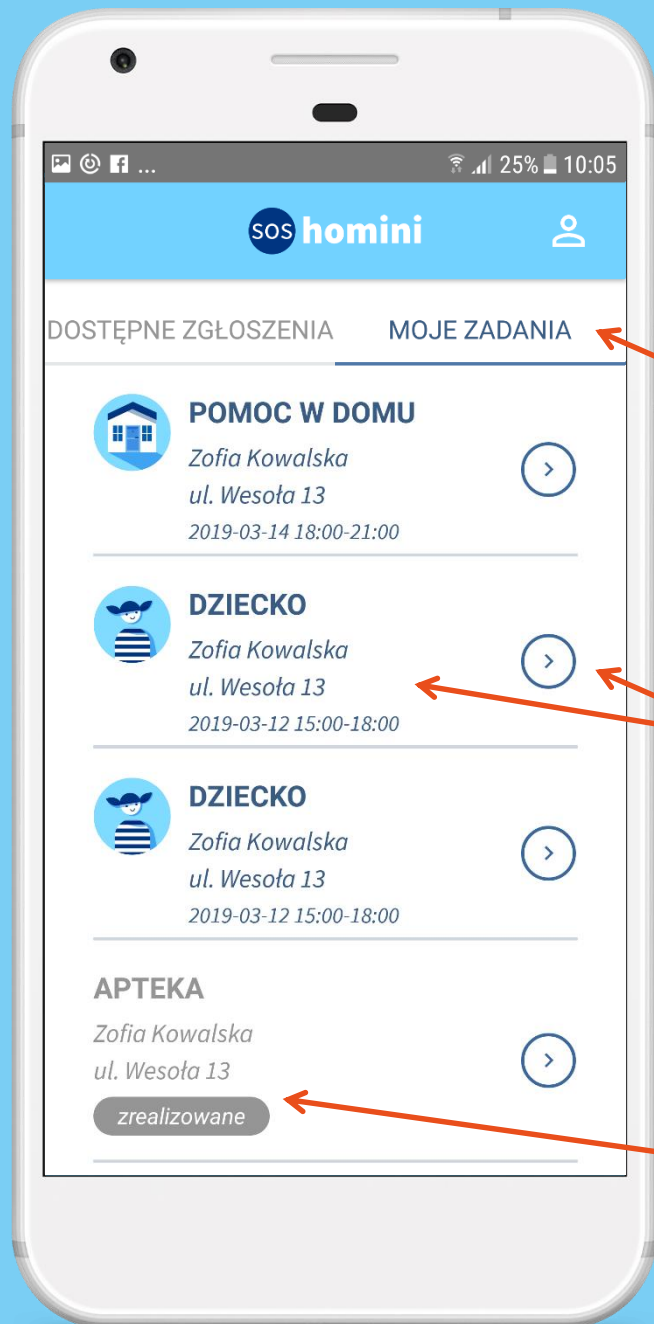 ... 25% 10:05
sos homini
DOSTĘPNE ZGŁOSZENIA MOJE ZADANIA
POMOC W DOMU
Zofia Kowalska
ul. Wesoła 13
2019-03-14 18:00-21:00
DZIECKO
Zofia Kowalska
ul. Wesoła 13
2019-03-12 15:00-18:00
DZIECKO
Zofia Kowalska
ul. Wesoła 13
2019-03-12 15:00-18:00
APTEKA
Zofia Kowalska
ul. Wesoła 13
zrealizowane